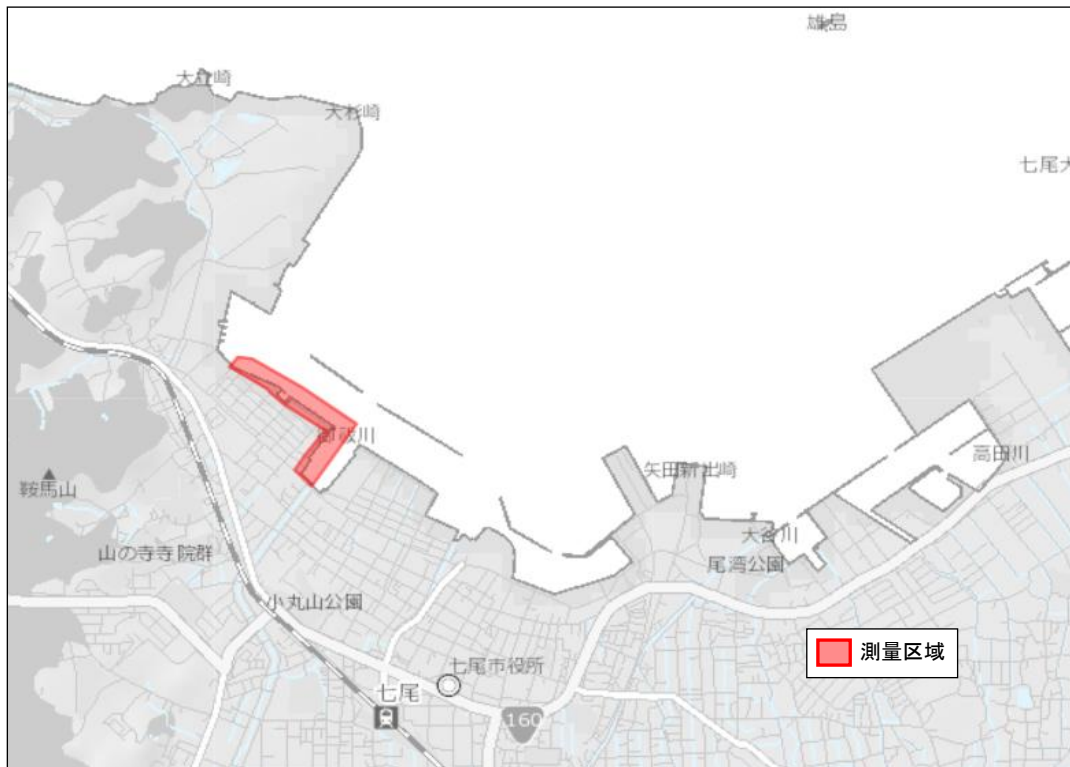 雄島
大立崎
大杉崎
七尾大
御祓川
矢田新出崎
高田川
鞍馬山
大谷川
山の寺寺院群
尾湾公園
小丸山公園
測量区域
七尾市役所
七尾
160